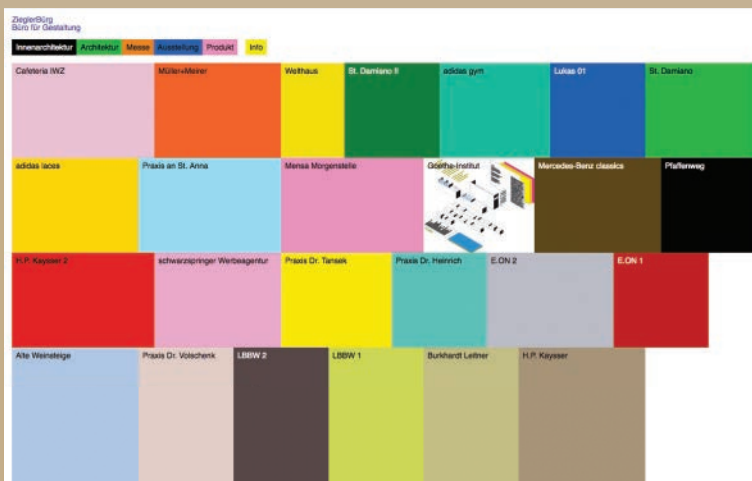 ZieglerBürg
Büro für Gestaltung
Innenarchitektur Architektur Messe Ausstellung Produkt Info
Cafeteria IWZ Müller+Meirer Welthaus St. Damiano II adidas gym Lukas 01 St. Damiano
adidas laces Praxis an St. Anna Mensa Morgenstelle Goethe-Institut Mercedes-Benz classics Pfaffenweg
H.P. Kaysser 2 schwarzspringer Werbeagentur Praxis Dr. Tansek Praxis Dr. Heinrich E.ON 2 E.ON 1
Alte Weinsteige Praxis Dr. Volschenk LBBW 2 LBBW 1 Burkhardt Leitner H.P. Kaysser